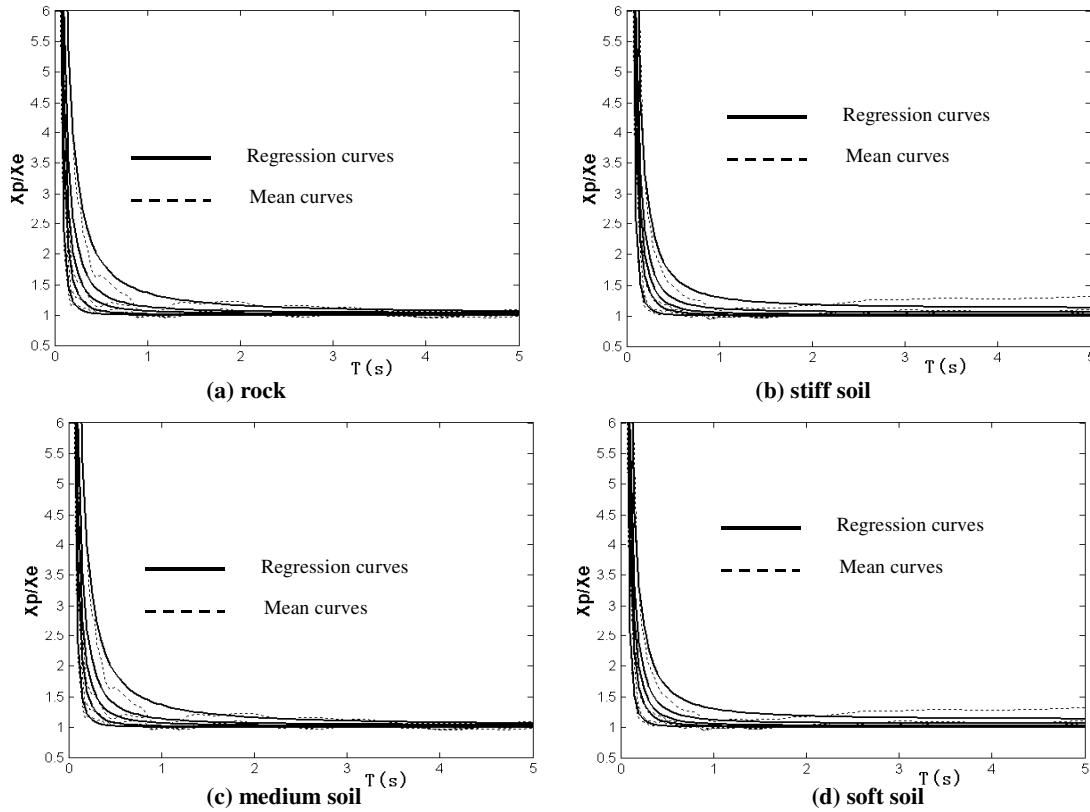 6
5.5
5
4.5
4
3.5
3
2.5
2
1.5
1
0.5
Xp/Xe
Regression curves
Mean curves
0 1 2 3 4 5
T(s)
(a) rock
6
5.5
5
4.5
4
3.5
3
2.5
2
1.5
1
0.5
Xp/Xe
Regression curves
Mean curves
0 1 2 3 4 5
T(s)
(b) stiff soil
6
5.5
5
4.5
4
3.5
3
2.5
2
1.5
1
0.5
Xp/Xe
Regression curves
Mean curves
0 1 2 3 4 5
T(s)
(c) medium soil
6
5.5
5
4.5
4
3.5
3
2.5
2
1.5
1
0.5
Xp/Xe
Regression curves
Mean curves
0 1 2 3 4 5
T(s)
(d) soft soil